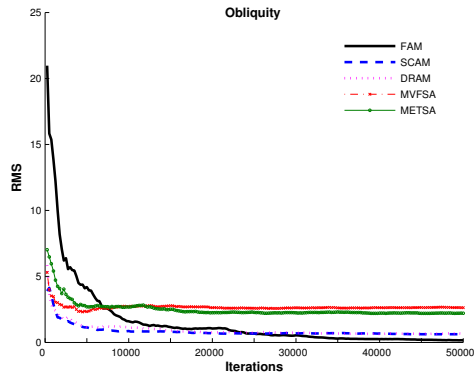 Obliquity
25
20
15
10
5
0
RMS
FAM
SCAM
DRAM
MVFSA
METSA
0 10000 20000 30000 40000 50000
Iterations